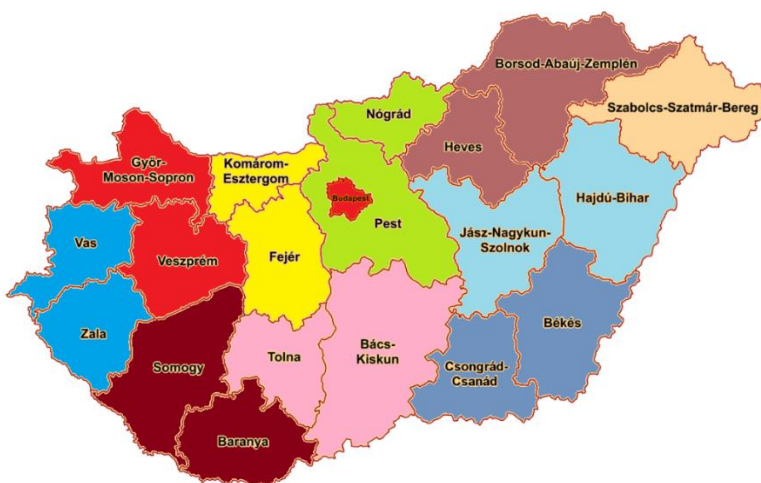 Borsod-Abaúj-Zemplén
Szabolcs-Szatmár-Bereg
Nógrád
Heves
Győr-
Moson-Sopron
Komárom-
Esztergom
Budapest
Hajdú-Bihar
Pest
Jász-Nagykun-
Szolnok
Vas
Veszprém
Fejér
Zala
Békés
Somogy
Tolna
Bács-
Kiskun
Csongrád-
Csanád
Baranya